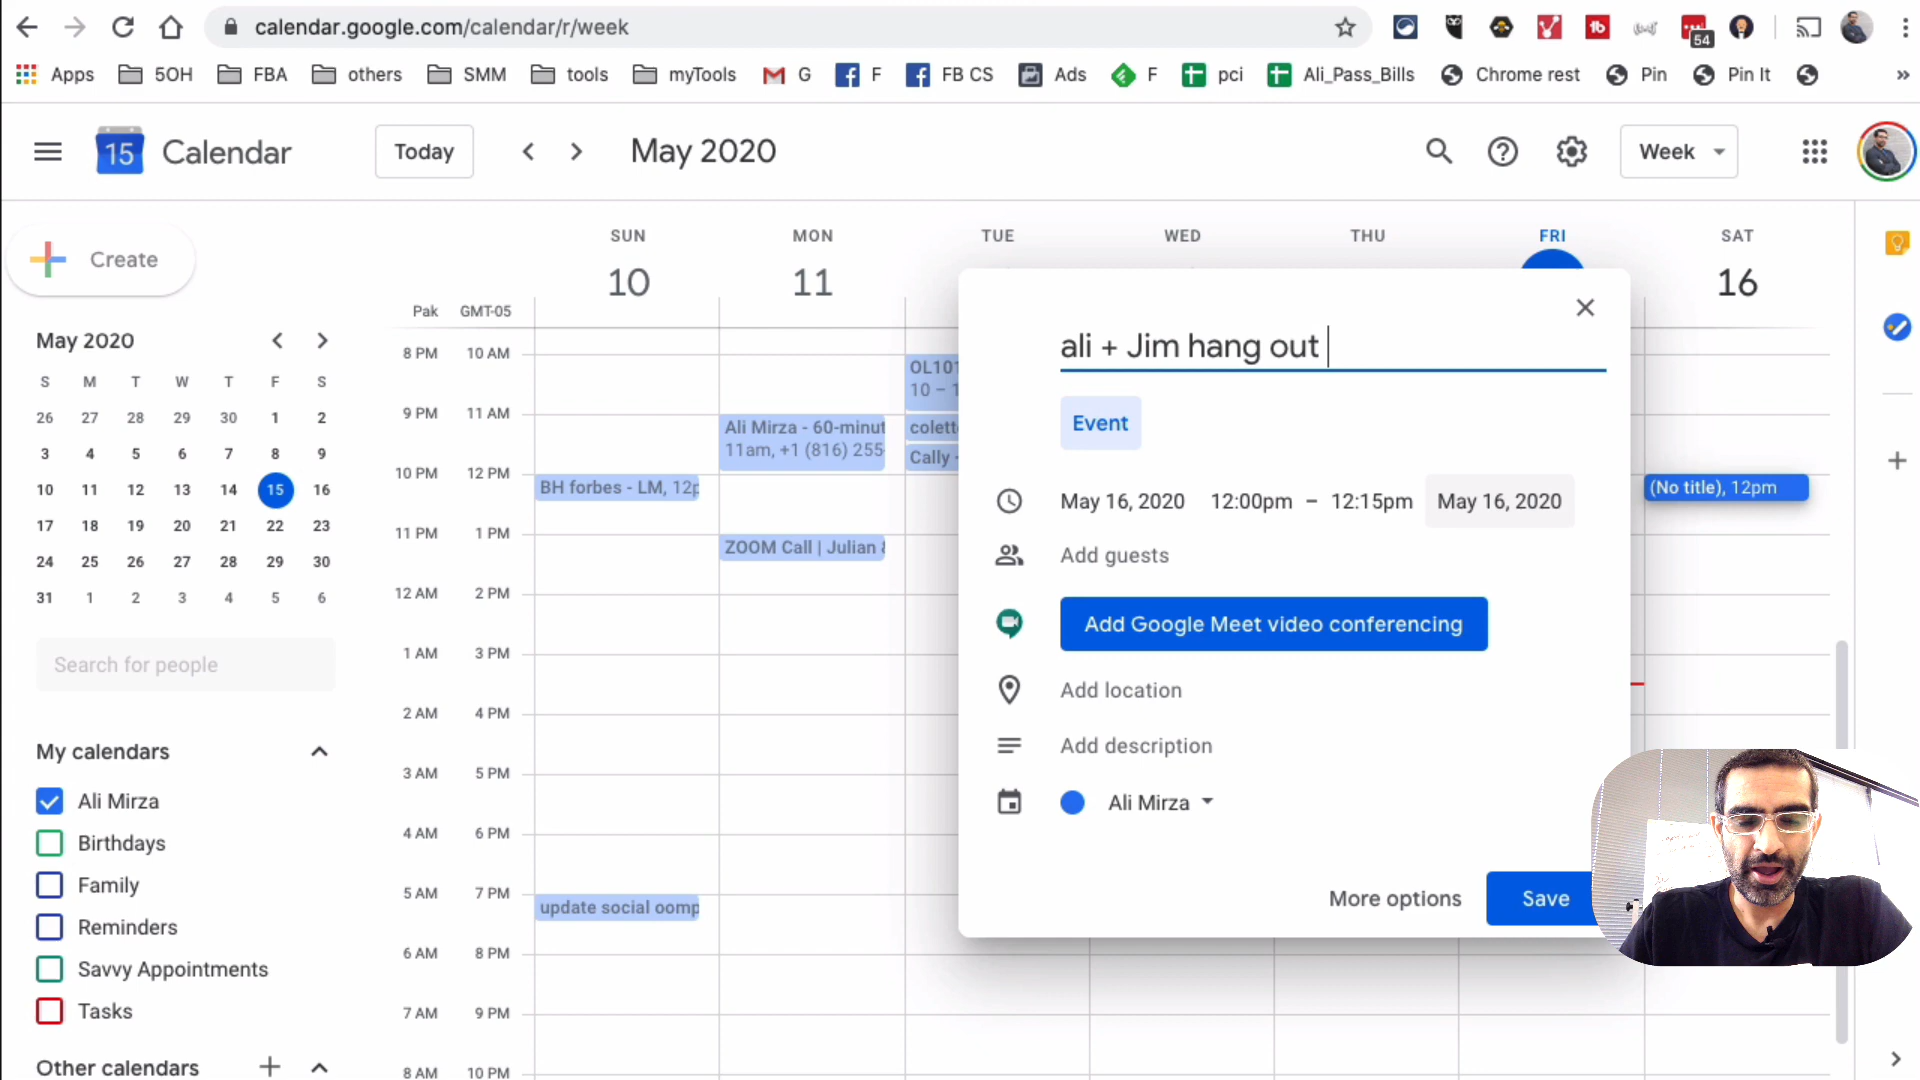 calendar.google.com/calendar/r/week
54
Apps 5OH FBA others SMM tools myTools G F FB CS Ads F pci Ali_Pass_Bills Chrome rest Pin Pin It »
15 Calendar Today May 2020 Week
Create
May 2020
S M T W T F S
26 27 28 29 30 1 2
3 4 5 6 7 8 9
10 11 12 13 14 15 16
17 18 19 20 21 22 23
24 25 26 27 28 29 30
31 1 2 3 4 5 6
Search for people
My calendars
Ali Mirza
Birthdays
Family
Reminders
Savvy Appointments
Tasks
Other calendars
SUN MON TUE WED THU FRI SAT
10 11 16
Pak GMT-05
8 PM 10 AM
9 PM 11 AM
10 PM 12 PM
11 PM 1 PM
12 AM 2 PM
1 AM 3 PM
2 AM 4 PM
3 AM 5 PM
4 AM 6 PM
5 AM 7 PM
6 AM 8 PM
7 AM 9 PM
8 AM 10 PM
BH forbes - LM, 12p
update social oomp
Ali Mirza - 60-minut
11am, +1 (816) 255-
ZOOM Call | Julian &
OL101
10 – 1
colett
Cally -
(No title), 12pm
ali + Jim hang out
Event
May 16, 2020 12:00pm – 12:15pm May 16, 2020
Add guests
Add Google Meet video conferencing
Add location
Add description
Ali Mirza
More options Save